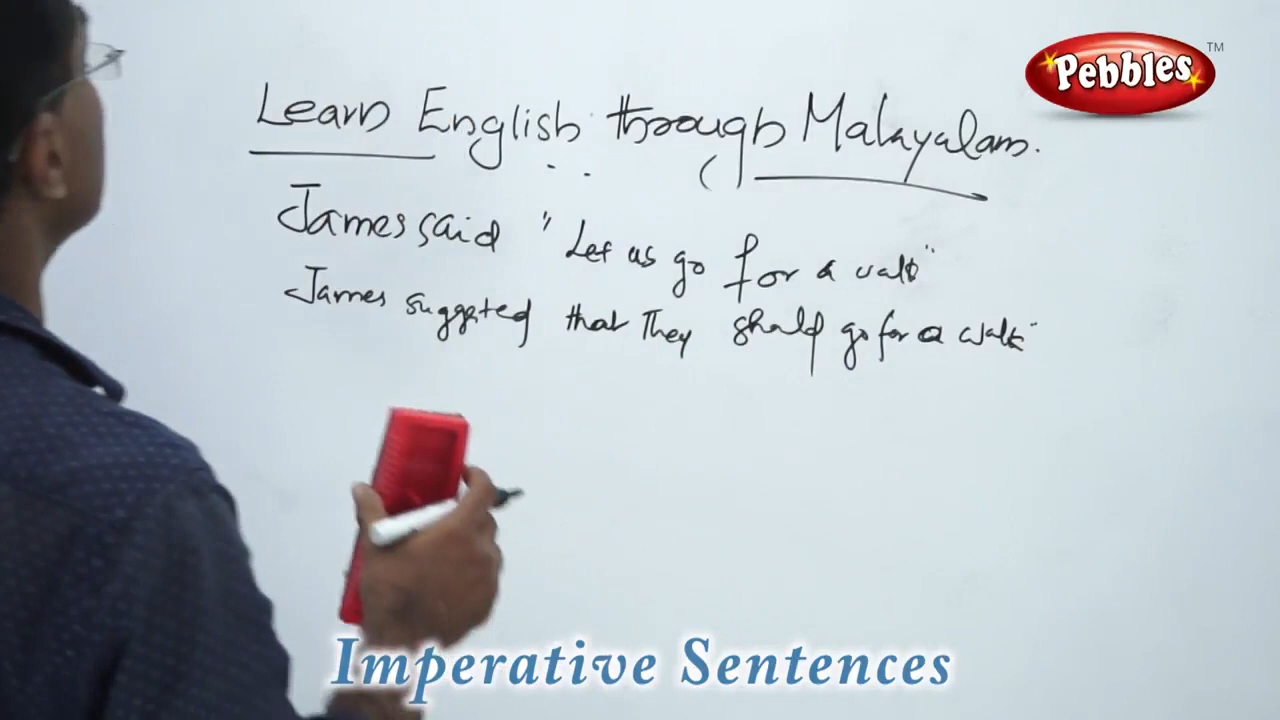 Pebbles TM
Learn English through Malayalam.
James said "Let us go for a walk"
James suggested that They should go for a walk"
Imperative Sentences